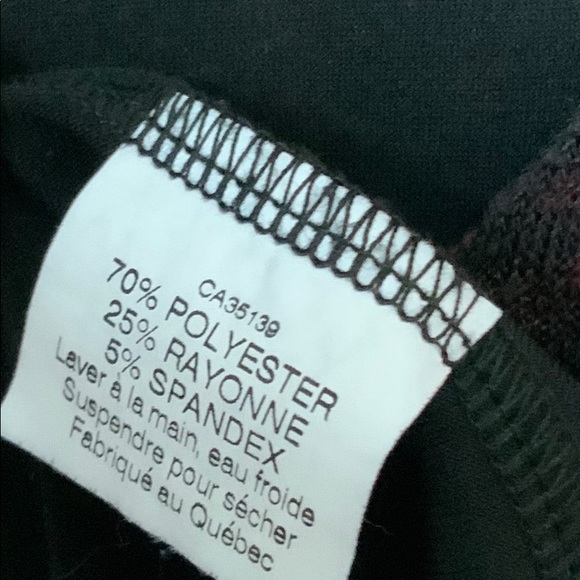 CA35139
70% POLYESTER
25% RAYONNE
5% SPANDEX
Laver à la main, eau froide
Suspendre pour sécher
Fabriqué au Québec